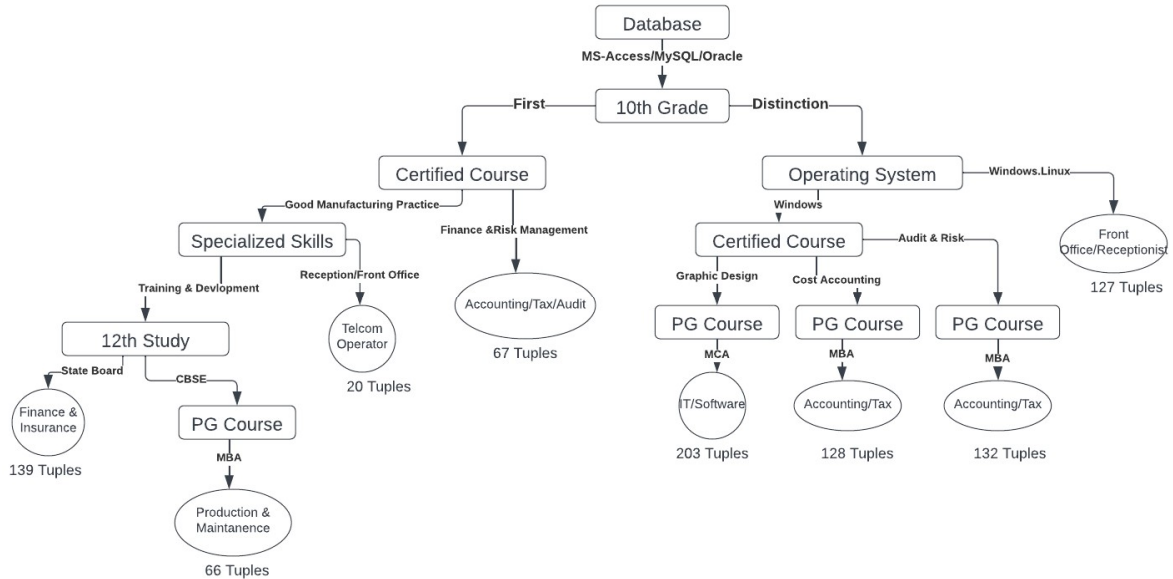 Database
MS-Access/MySQL/Oracle
10th Grade
First
Distinction
Certified Course
Operating System
Windows.Linux
Good Manufacturing Practice
Windows
Specialized Skills
Finance &Risk Management
Certified Course
Audit & Risk
Front
Office/Receptionist
127 Tuples
Training & Devlopment
Reception/Front Office
Graphic Design
Cost Accounting
Accounting/Tax/Audit
67 Tuples
12th Study
Telcom
Operator
20 Tuples
PG Course
PG Course
PG Course
State Board
CBSE
MCA
MBA
MBA
Finance &
Insurance
139 Tuples
PG Course
IT/Software
203 Tuples
Accounting/Tax
128 Tuples
Accounting/Tax
132 Tuples
MBA
Production &
Maintanence
66 Tuples